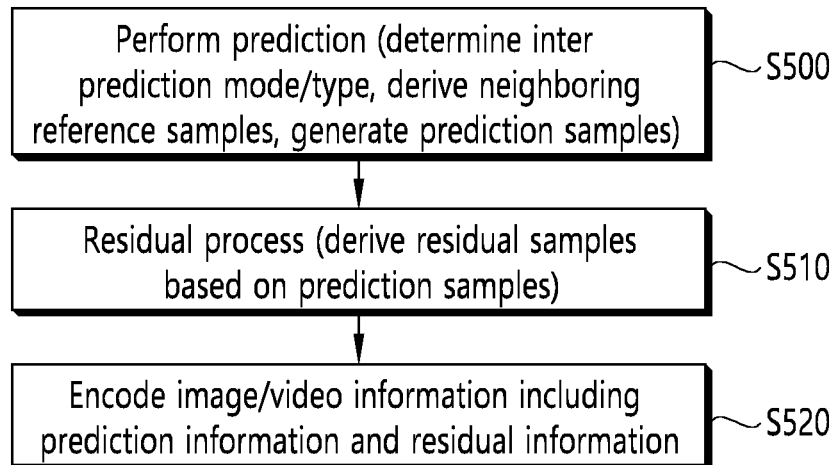 Perform prediction (determine inter
prediction mode/type, derive neighboring
reference samples, generate prediction samples)
S500
Residual process (derive residual samples
based on prediction samples)
S510
Encode image/video information including
prediction information and residual information
S520